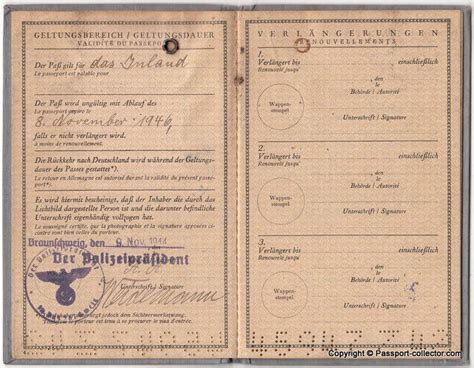 GELTUNGSBEREICH / GELTUNGSDAUER
VALIDITÉ DU PASSEPORT
Der Paß gilt für das Inland
Le passeport est valable pour
Der Paß wird ungültig mit Ablauf des
Le passeport expire le
8. November 1946,
falls er nicht verlängert wird.
à moins de renouvellement.
Die Rückkehr nach Deutschland wird während der Geltungs-
dauer des Passes gestattet*).
Le retour en Allemagne est autorisé durant la validité du présent passe-
port*).
Es wird hiermit bescheinigt, daß der Inhaber die durch das
Lichtbild dargestellte Person ist und die darunter befindliche
Unterschrift eigenhändig vollzogen hat.
Le soussigné certifie, que la photographie et la signature apposées ci-
contre sont bien celles du porteur.
Braunschweig, den 9. Nov. 1944
Der Polizeipräsident
Unterschrift / Signature
jedoch dem Sichtvermerkszwang.
VERLÄNGERUNGEN
RENOUVELLEMENTS
1.
Verlängert bis einschließlich
Renouvelé jusqu'
, den
le
Behörde / Autorité
Wappen-
stempel
Unterschrift / Signature
2.
Verlängert bis einschließlich
Renouvelé jusqu'
, den
le
Behörde / Autorité
Wappen-
stempel
Unterschrift / Signature
3.
Verlängert bis einschließlich
Renouvelé jusqu'
, den
le
Behörde / Autorité
Wappen-
stempel
Unterschrift / Signature
Copyright © Passport-collector.com